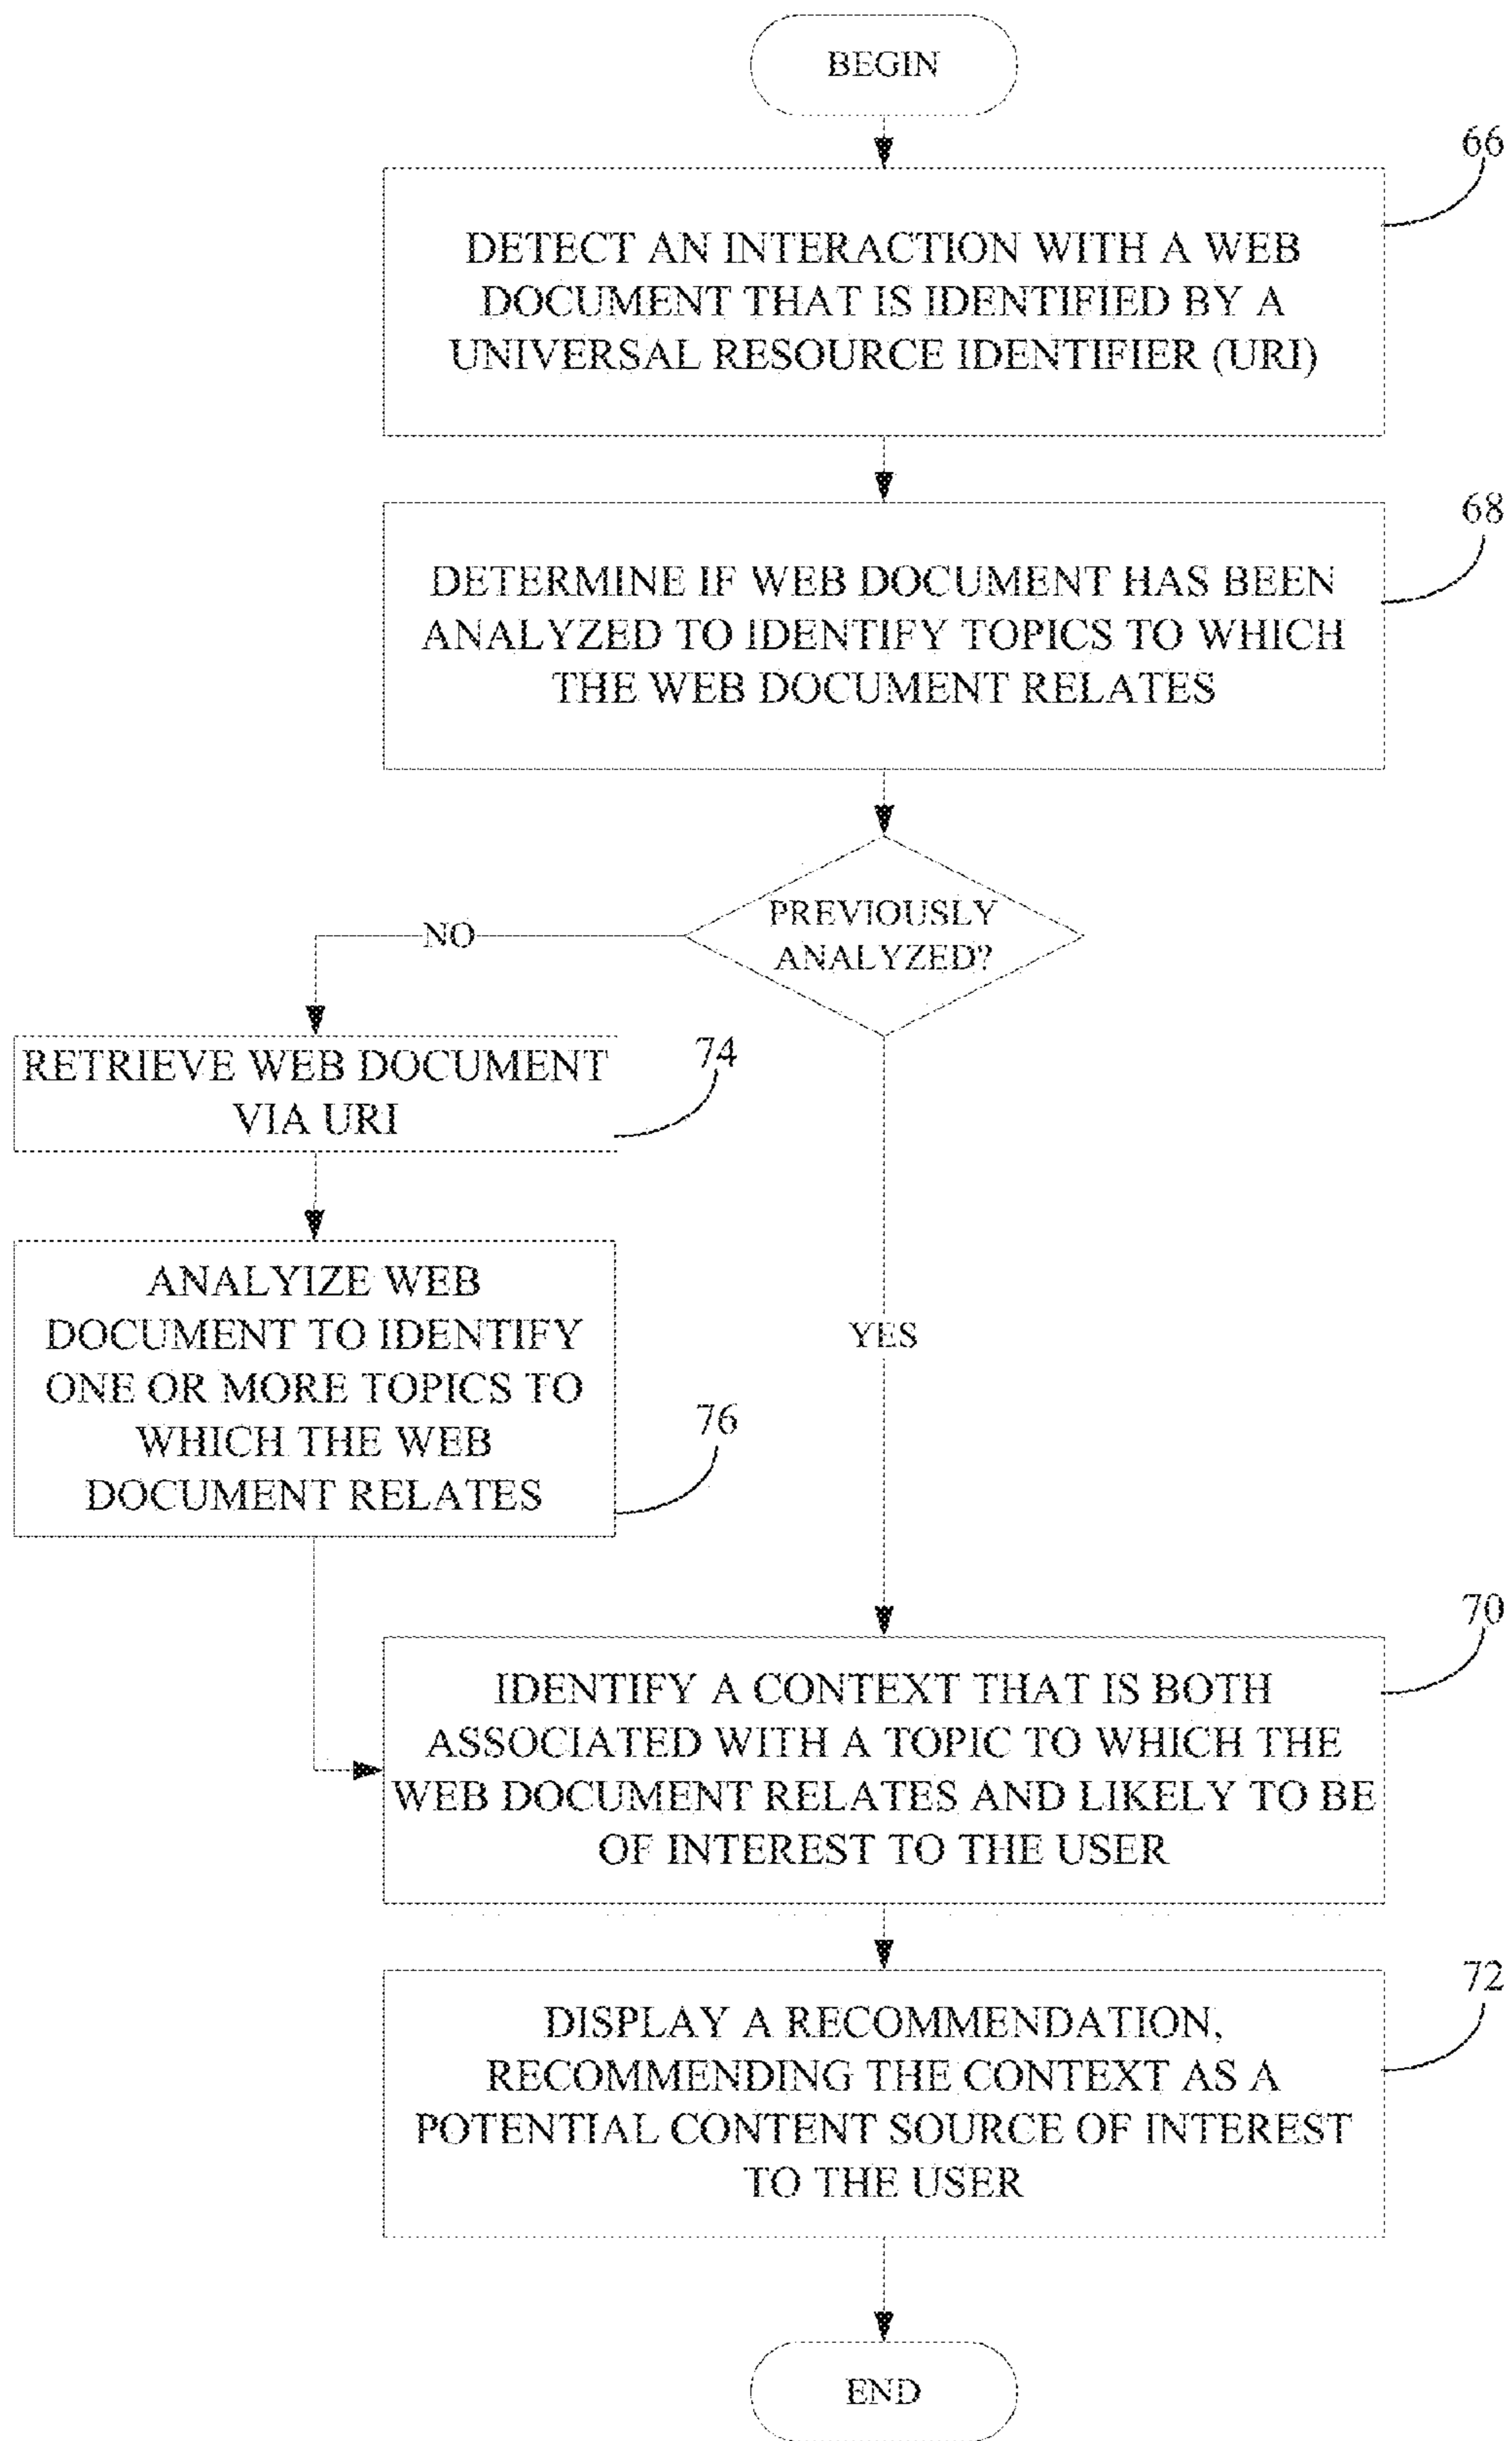 BEGIN
66
DETECT AN INTERACTION WITH A WEB
DOCUMENT THAT IS IDENTIFIED BY A
UNIVERSAL RESOURCE IDENTIFIER (URI)
68
DETERMINE IF WEB DOCUMENT HAS BEEN
ANALYZED TO IDENTIFY TOPICS TO WHICH
THE WEB DOCUMENT RELATES
PREVIOUSLY
ANALYZED?
NO
RETRIEVE WEB DOCUMENT
VIA URI
74
ANALYIZE WEB
DOCUMENT TO IDENTIFY
ONE OR MORE TOPICS TO
WHICH THE WEB
DOCUMENT RELATES
76
YES
70
IDENTIFY A CONTEXT THAT IS BOTH
ASSOCIATED WITH A TOPIC TO WHICH THE
WEB DOCUMENT RELATES AND LIKELY TO BE
OF INTEREST TO THE USER
72
DISPLAY A RECOMMENDATION,
RECOMMENDING THE CONTEXT AS A
POTENTIAL CONTENT SOURCE OF INTEREST
TO THE USER
END